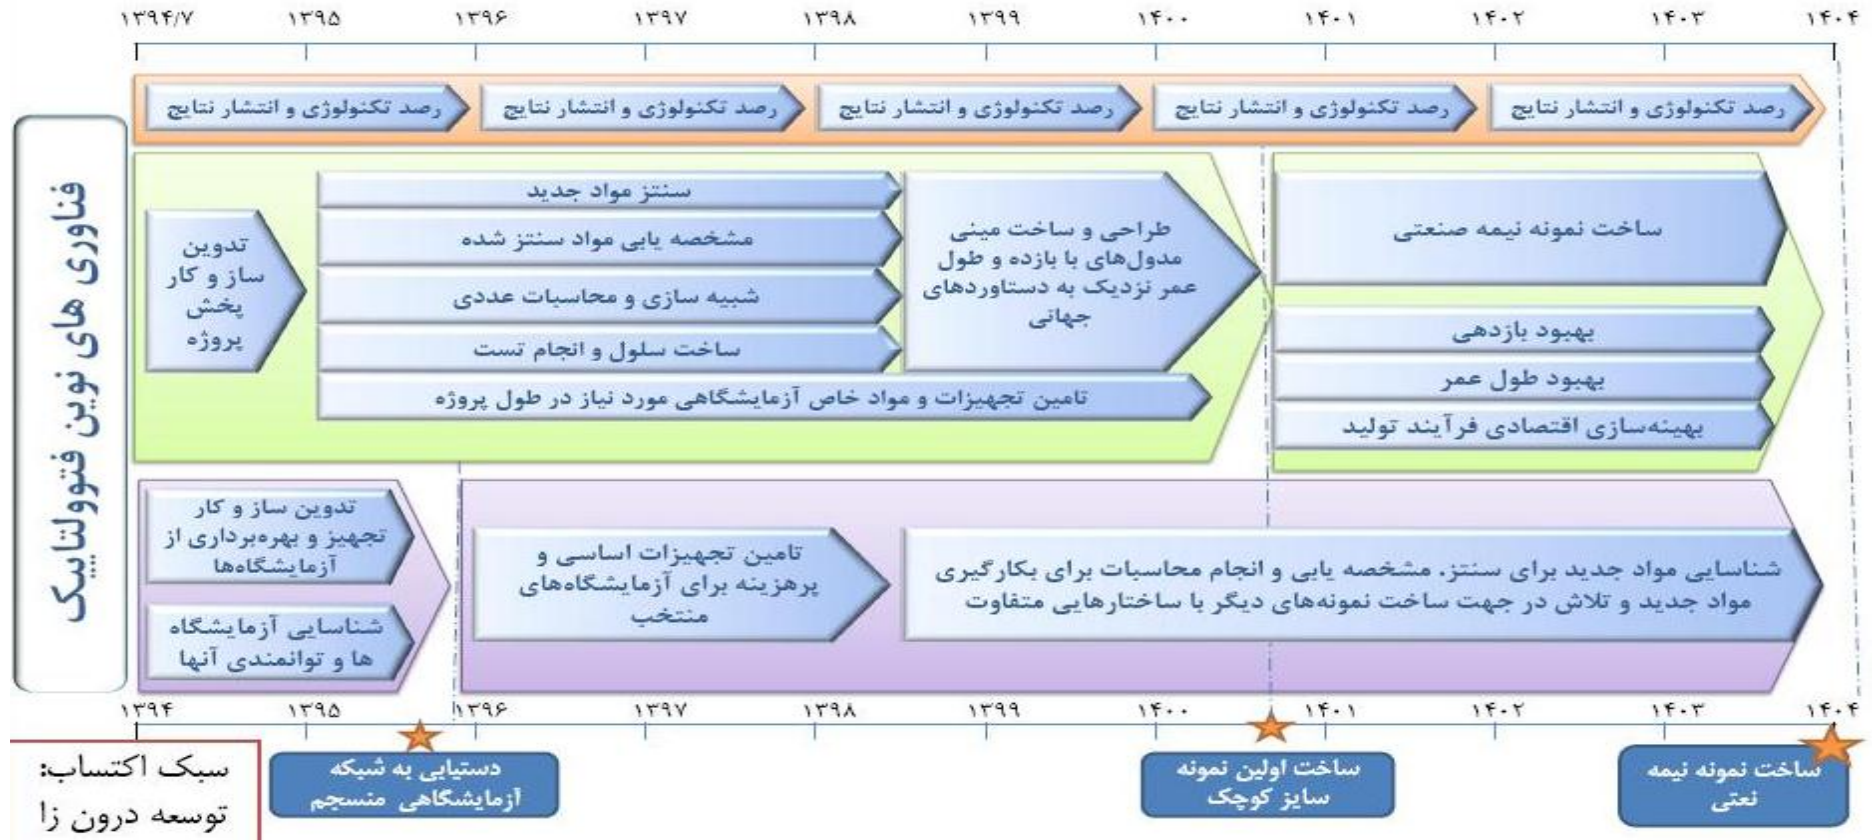 ۱۳۹۴/۷ ۱۳۹۵ ۱۳۹۶ ۱۳۹۷ ۱۳۹۸ ۱۳۹۹ ۱۴۰۰ ۱۴۰۱ ۱۴۰۲ ۱۴۰۳ ۱۴۰۴
رصد تکنولوژی و انتشار نتایج
رصد تکنولوژی و انتشار نتایج
رصد تکنولوژی و انتشار نتایج
رصد تکنولوژی و انتشار نتایج
رصد تکنولوژی و انتشار نتایج
فناوری های نوین فتوولتاییک
تدوین
ساز و کار
پخش
پروژه
سنتز مواد جدید
مشخصه یابی مواد سنتز شده
شبیه سازی و محاسبات عددی
ساخت سلول و انجام تست
تامین تجهیزات و مواد خاص آزمایشگاهی مورد نیاز در طول پروژه
طراحی و ساخت مینی
مدول‌های با بازده و طول
عمر نزدیک به دستاوردهای
جهانی
ساخت نمونه نیمه صنعتی
بهبود بازدهی
بهبود طول عمر
بهینه‌سازی اقتصادی فرآیند تولید
تدوین ساز و کار
تجهیز و بهره‌برداری از
آزمایشگاه‌ها
شناسایی آزمایشگاه
ها و توانمندی آنها
تامین تجهیزات اساسی و
پرهزینه برای آزمایشگاه‌های
منتخب
شناسایی مواد جدید برای سنتز. مشخصه یابی و انجام محاسبات برای بکارگیری
مواد جدید و تلاش در جهت ساخت نمونه‌های دیگر با ساختارهایی متفاوت
۱۳۹۴ ۱۳۹۵ ۱۳۹۶ ۱۳۹۷ ۱۳۹۸ ۱۳۹۹ ۱۴۰۰ ۱۴۰۱ ۱۴۰۲ ۱۴۰۳ ۱۴۰۴
سبک اکتساب:
توسعه درون زا
دستیابی به شبکه
آزمایشگاهی منسجم
ساخت اولین نمونه
سایز کوچک
ساخت نمونه نیمه
نعتی